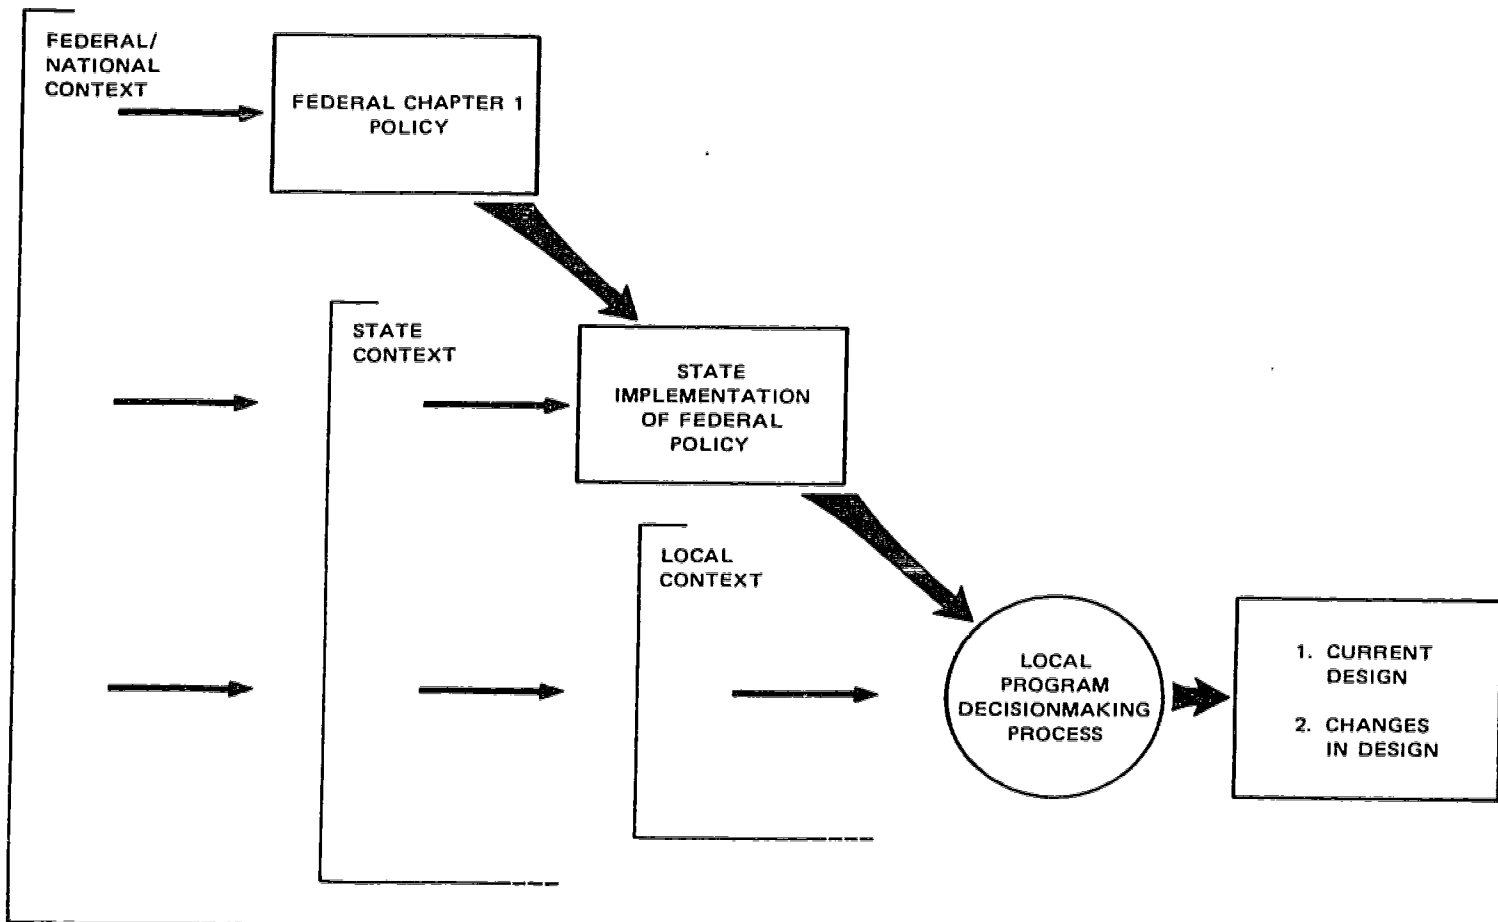 FEDERAL/
NATIONAL
CONTEXT
FEDERAL CHAPTER 1
POLICY
STATE
CONTEXT
STATE
IMPLEMENTATION
OF FEDERAL
POLICY
LOCAL
CONTEXT
LOCAL
PROGRAM
DECISIONMAKING
PROCESS
1. CURRENT
DESIGN
2. CHANGES
IN DESIGN